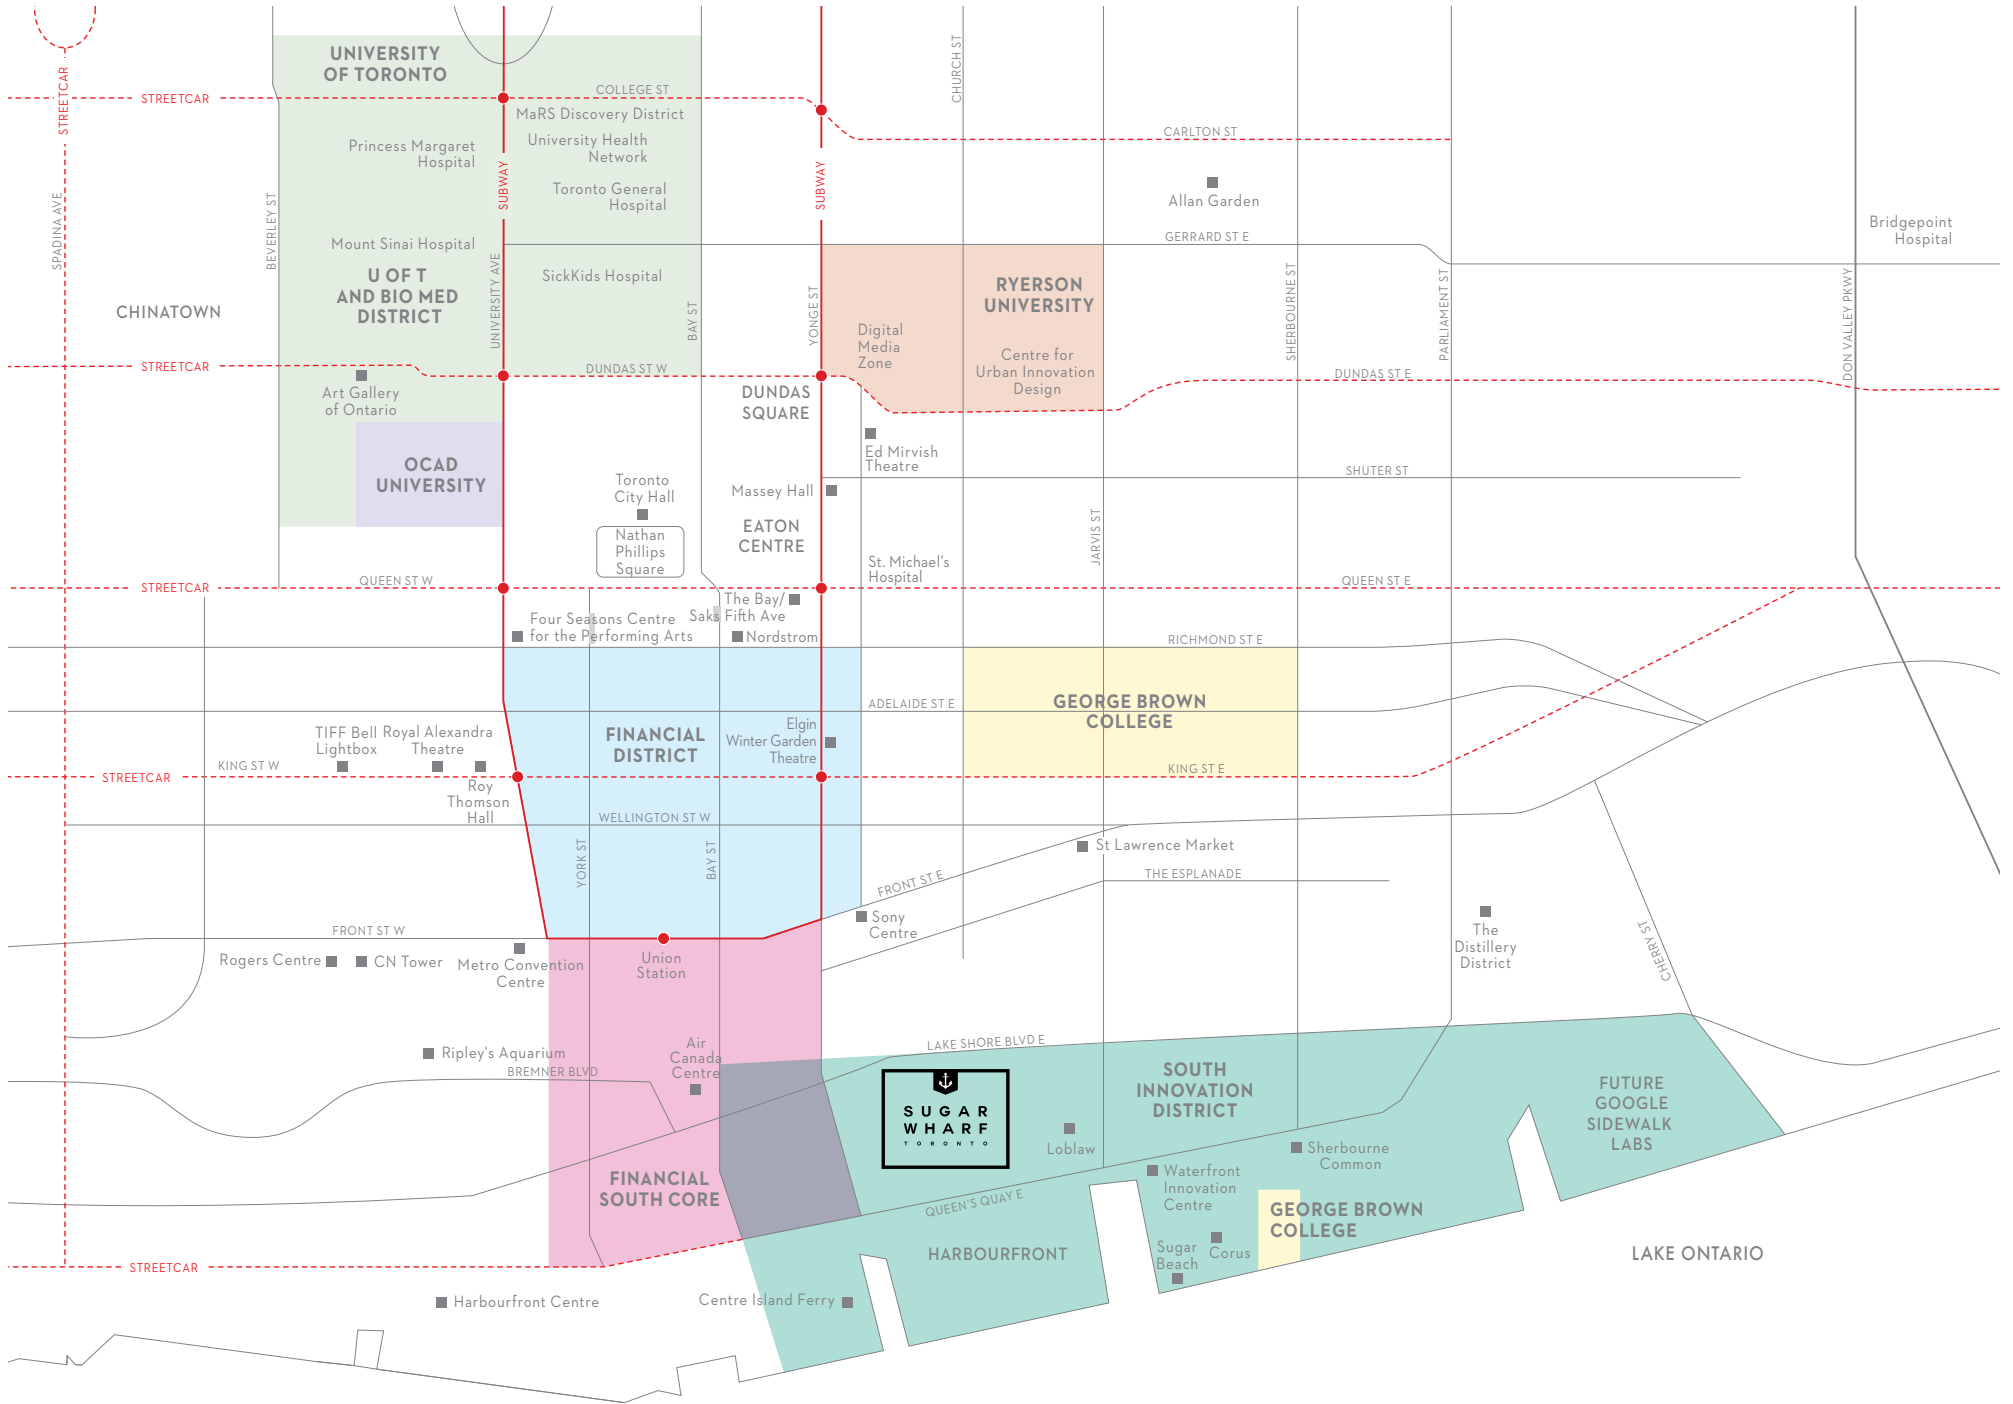 UNIVERSITY
OF TORONTO
STREETCAR
STREETCAR
COLLEGE ST
CHURCH ST
MaRS Discovery District
University Health
Network
Princess Margaret
Hospital
CARLTON ST
SUBWAY
SUBWAY
Toronto General
Hospital
Allan Garden
SPADINA AVE
BEVERLEY ST
Bridgepoint
Hospital
Mount Sinai Hospital
GERRARD ST E
U OF T
AND BIO MED
DISTRICT
UNIVERSITY AVE
SickKids Hospital
BAY ST
YONGE ST
RYERSON
UNIVERSITY
SHERBOURNE ST
PARLIAMENT ST
DON VALLEY PKWY
CHINATOWN
Digital
Media
Zone
Centre for
Urban Innovation
Design
STREETCAR
DUNDAS ST W
DUNDAS ST E
Art Gallery
of Ontario
DUNDAS
SQUARE
Ed Mirvish
Theatre
OCAD
UNIVERSITY
SHUTER ST
Toronto
City Hall
Massey Hall
Nathan
Phillips
Square
EATON
CENTRE
JARVIS ST
St. Michael's
Hospital
STREETCAR
QUEEN ST W
QUEEN ST E
The Bay/
Saks Fifth Ave
Four Seasons Centre
for the Performing Arts
Nordstrom
RICHMOND ST E
ADELAIDE ST E
GEORGE BROWN
COLLEGE
FINANCIAL
DISTRICT
Elgin
Winter Garden
Theatre
TIFF Bell
Lightbox
Royal Alexandra
Theatre
KING ST W
STREETCAR
KING ST E
Roy
Thomson
Hall
WELLINGTON ST W
YORK ST
BAY ST
St Lawrence Market
FRONT ST E
THE ESPLANADE
Sony
Centre
FRONT ST W
The
Distillery
District
CHERRY ST
Rogers Centre
CN Tower
Metro Convention
Centre
Union
Station
Ripley's Aquarium
BREMNER BLVD
Air
Canada
Centre
LAKE SHORE BLVD E
SUGAR
WHARF
TORONTO
SOUTH
INNOVATION
DISTRICT
FUTURE
GOOGLE
SIDEWALK
LABS
Loblaw
Sherbourne
Common
Waterfront
Innovation
Centre
FINANCIAL
SOUTH CORE
QUEEN'S QUAY E
GEORGE BROWN
COLLEGE
HARBOURFRONT
Sugar
Beach
Corus
LAKE ONTARIO
STREETCAR
Harbourfront Centre
Centre Island Ferry